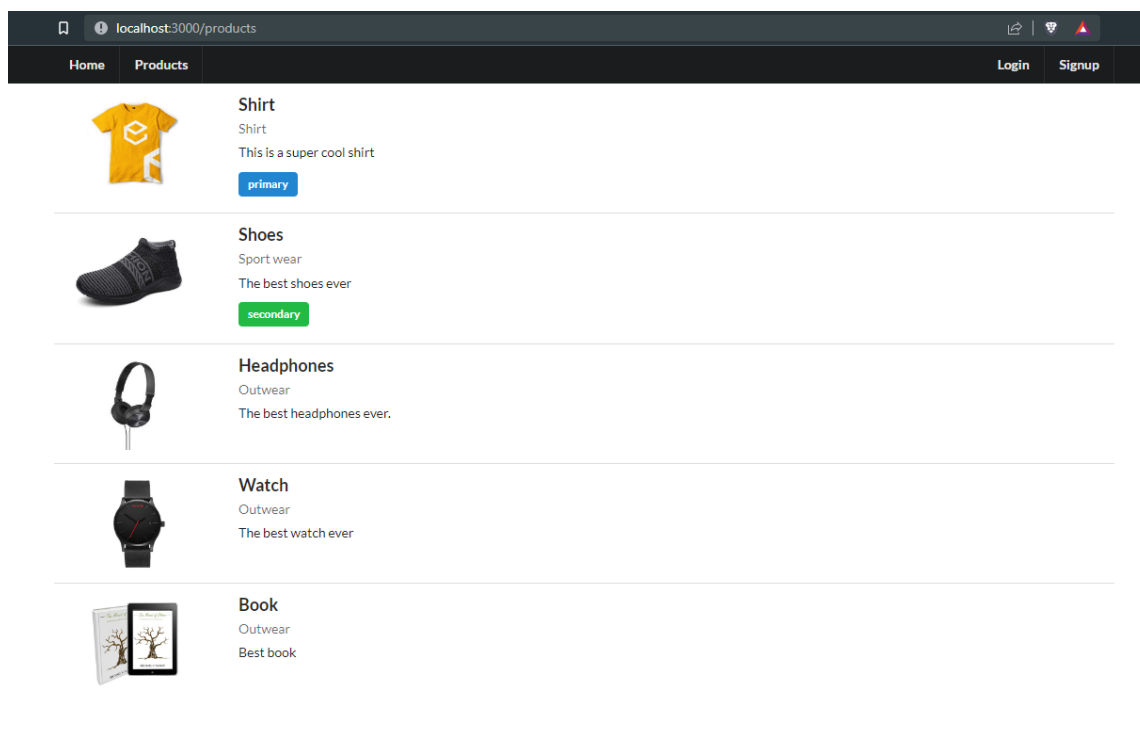 localhost:3000/products
Home Products Login Signup
Shirt
Shirt
This is a super cool shirt
primary
Shoes
Sport wear
The best shoes ever
secondary
Headphones
Outwear
The best headphones ever.
Watch
Outwear
The best watch ever
Book
Outwear
Best book